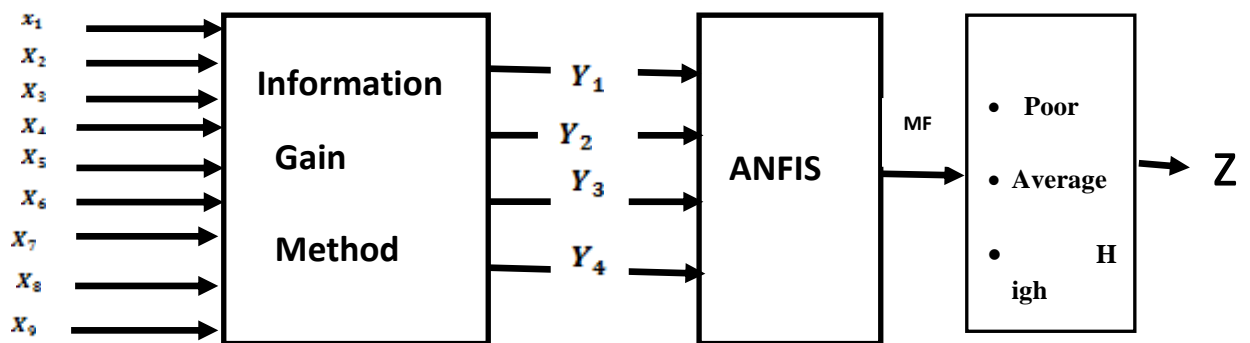 x₁
X₂
X₃
X₄
X₅
X₆
X₇
X₈
X₉
Information
Gain
Method
Y₁
Y₂
Y₃
Y₄
ANFIS
MF
• Poor
• Average
• H
igh
Z